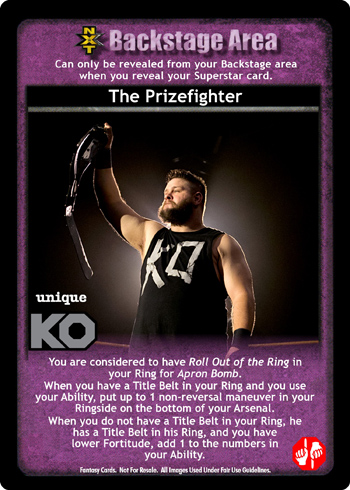 NXT Backstage Area
Can only be revealed from your Backstage area
when you reveal your Superstar card.
The Prizefighter
KO
unique
KO
You are considered to have Roll Out of the Ring in
your Ring for Apron Bomb.
When you have a Title Belt in your Ring and you use
your Ability, put up to 1 non-reversal maneuver in your
Ringside on the bottom of your Arsenal.
When you do not have a Title Belt in your Ring, he
has a Title Belt in his Ring, and you have
lower Fortitude, add 1 to the numbers in
your Ability.
Fantasy Cards. Not For Resale. All Images Used Under Fair Use Guidelines.